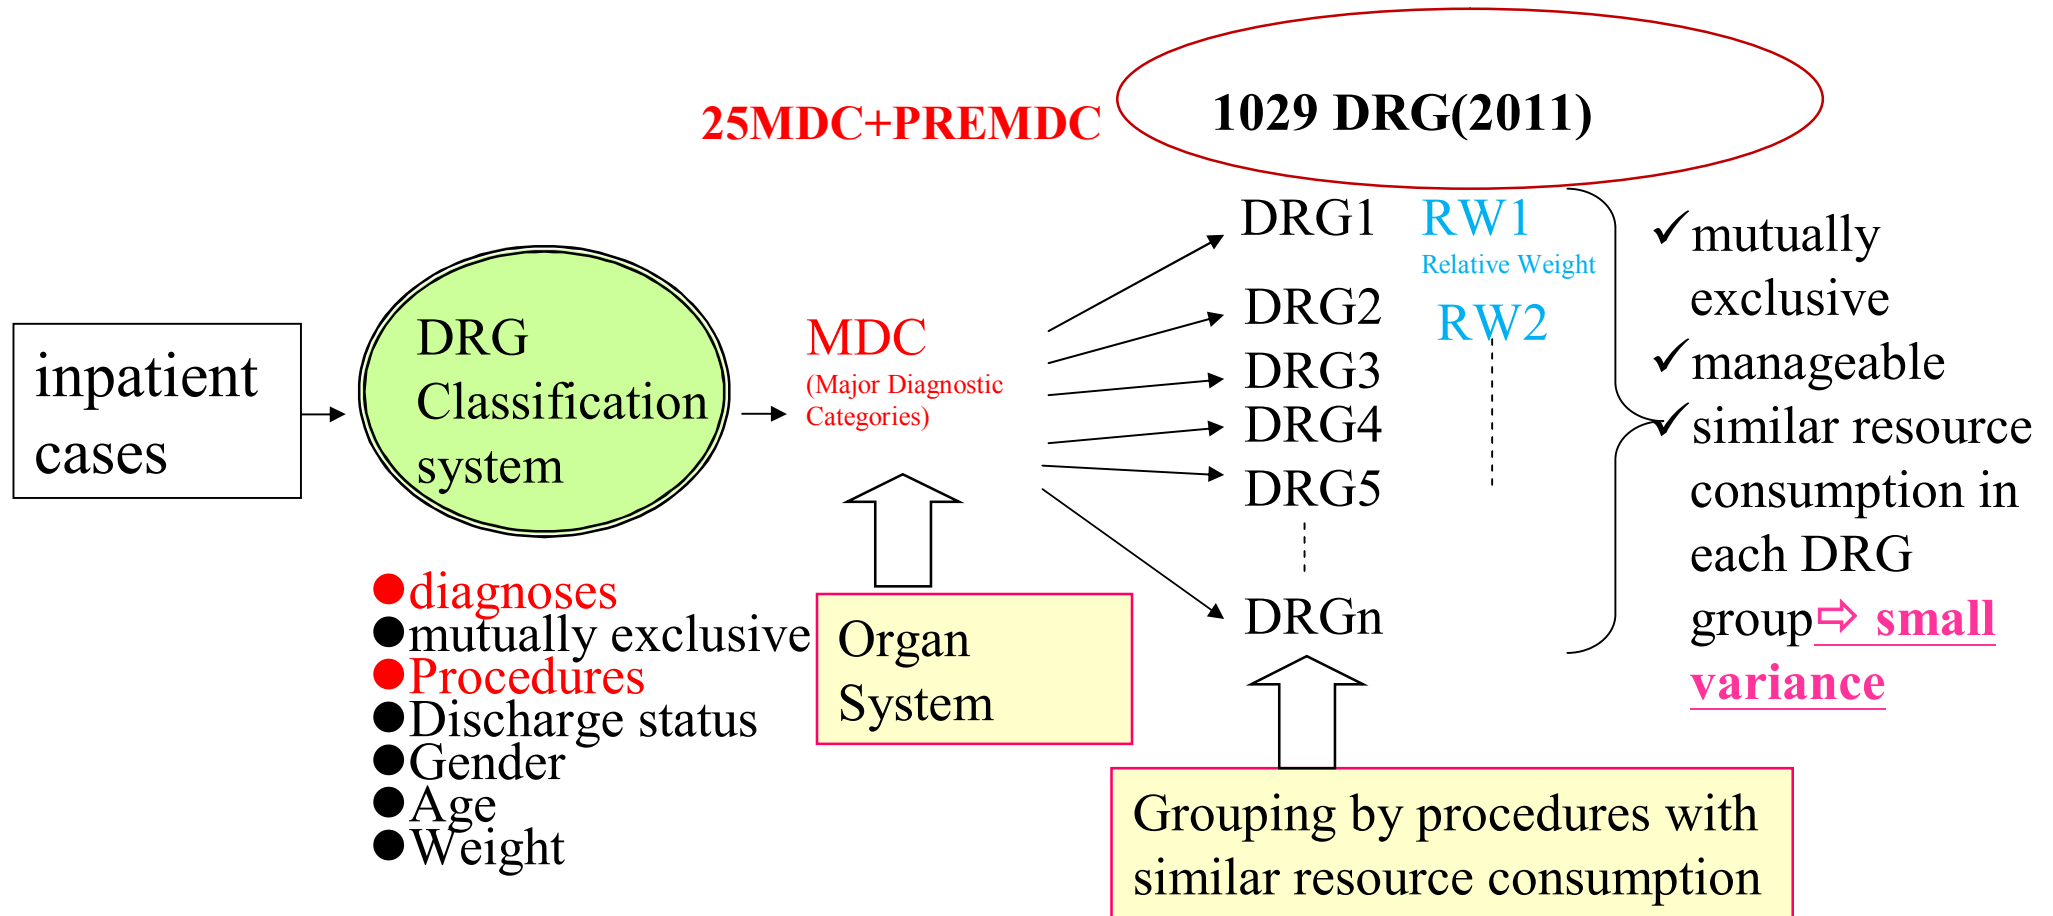 25MDC+PREMDC
1029 DRG(2011)
inpatient
cases
DRG
Classification
system
●diagnoses
●mutually exclusive
●Procedures
●Discharge status
●Gender
●Age
●Weight
MDC
(Major Diagnostic
Categories)
Organ
System
DRG1
DRG2
DRG3
DRG4
DRG5
DRGn
RW1
Relative Weight
RW2
Grouping by procedures with
similar resource consumption
✓mutually
exclusive
✓manageable
✓similar resource
consumption in
each DRG
group⇨ small
variance